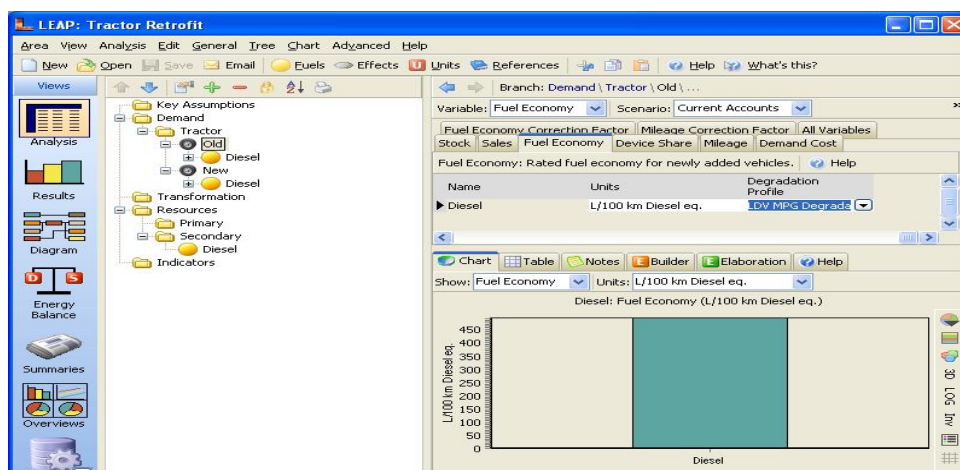 LEAP: Tractor Retrofit
Area View Analysis Edit General Tree Chart Advanced Help
New Open Save Email Fuels Effects Units References Help What's this?
Views
Analysis
Results
Diagram
Energy
Balance
Summaries
Overviews
Key Assumptions
Demand
Tractor
Old
Diesel
New
Diesel
Transformation
Resources
Primary
Secondary
Diesel
Indicators
Branch: Demand \ Tractor \ Old \ ...
Variable: Fuel Economy Scenario: Current Accounts »
Fuel Economy Correction Factor Mileage Correction Factor All Variables
Stock Sales Fuel Economy Device Share Mileage Demand Cost
Fuel Economy: Rated fuel economy for newly added vehicles. Help
Name Units Degradation
Profile
Diesel L/100 km Diesel eq. LDV MPG Degrada
Chart Table Notes Builder Elaboration Help
Show: Fuel Economy Units: L/100 km Diesel eq.
Diesel: Fuel Economy (L/100 km Diesel eq.)
L/100 km Diesel eq.
450
400
350
300
250
200
150
100
50
0
Diesel
3D
LOG
Inv